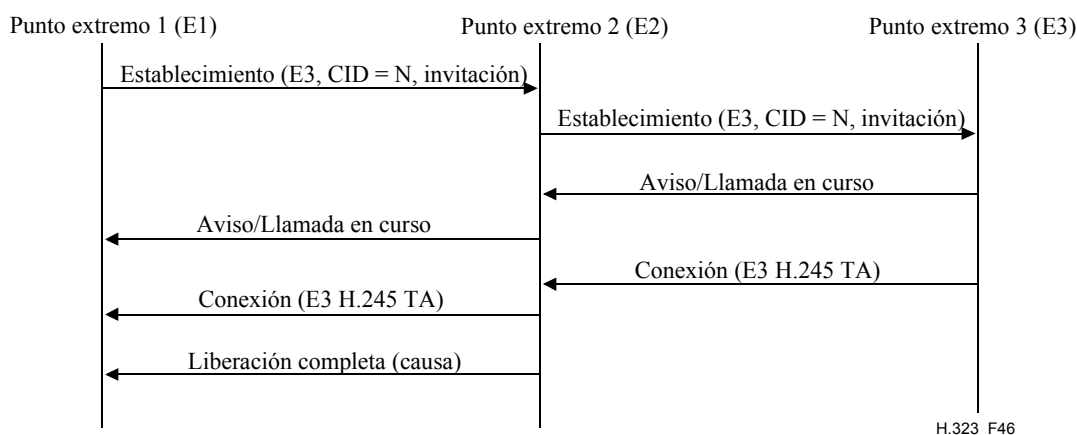 Punto extremo 1 (E1) Punto extremo 2 (E2) Punto extremo 3 (E3)
Establecimiento (E3, CID = N, invitación)
Establecimiento (E3, CID = N, invitación)
Aviso/Llamada en curso
Aviso/Llamada en curso
Conexión (E3 H.245 TA)
Conexión (E3 H.245 TA)
Liberación completa (causa)
H.323_F46